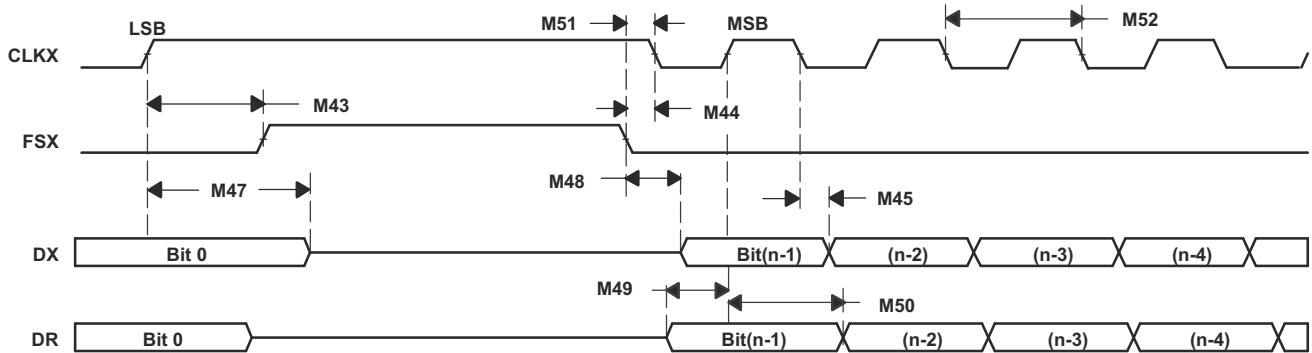 LSB M51 MSB M52
CLKX
M43 M44
FSX
M47 M48 M45
DX Bit 0 Bit(n-1) (n-2) (n-3) (n-4)
M49 M50
DR Bit 0 Bit(n-1) (n-2) (n-3) (n-4)